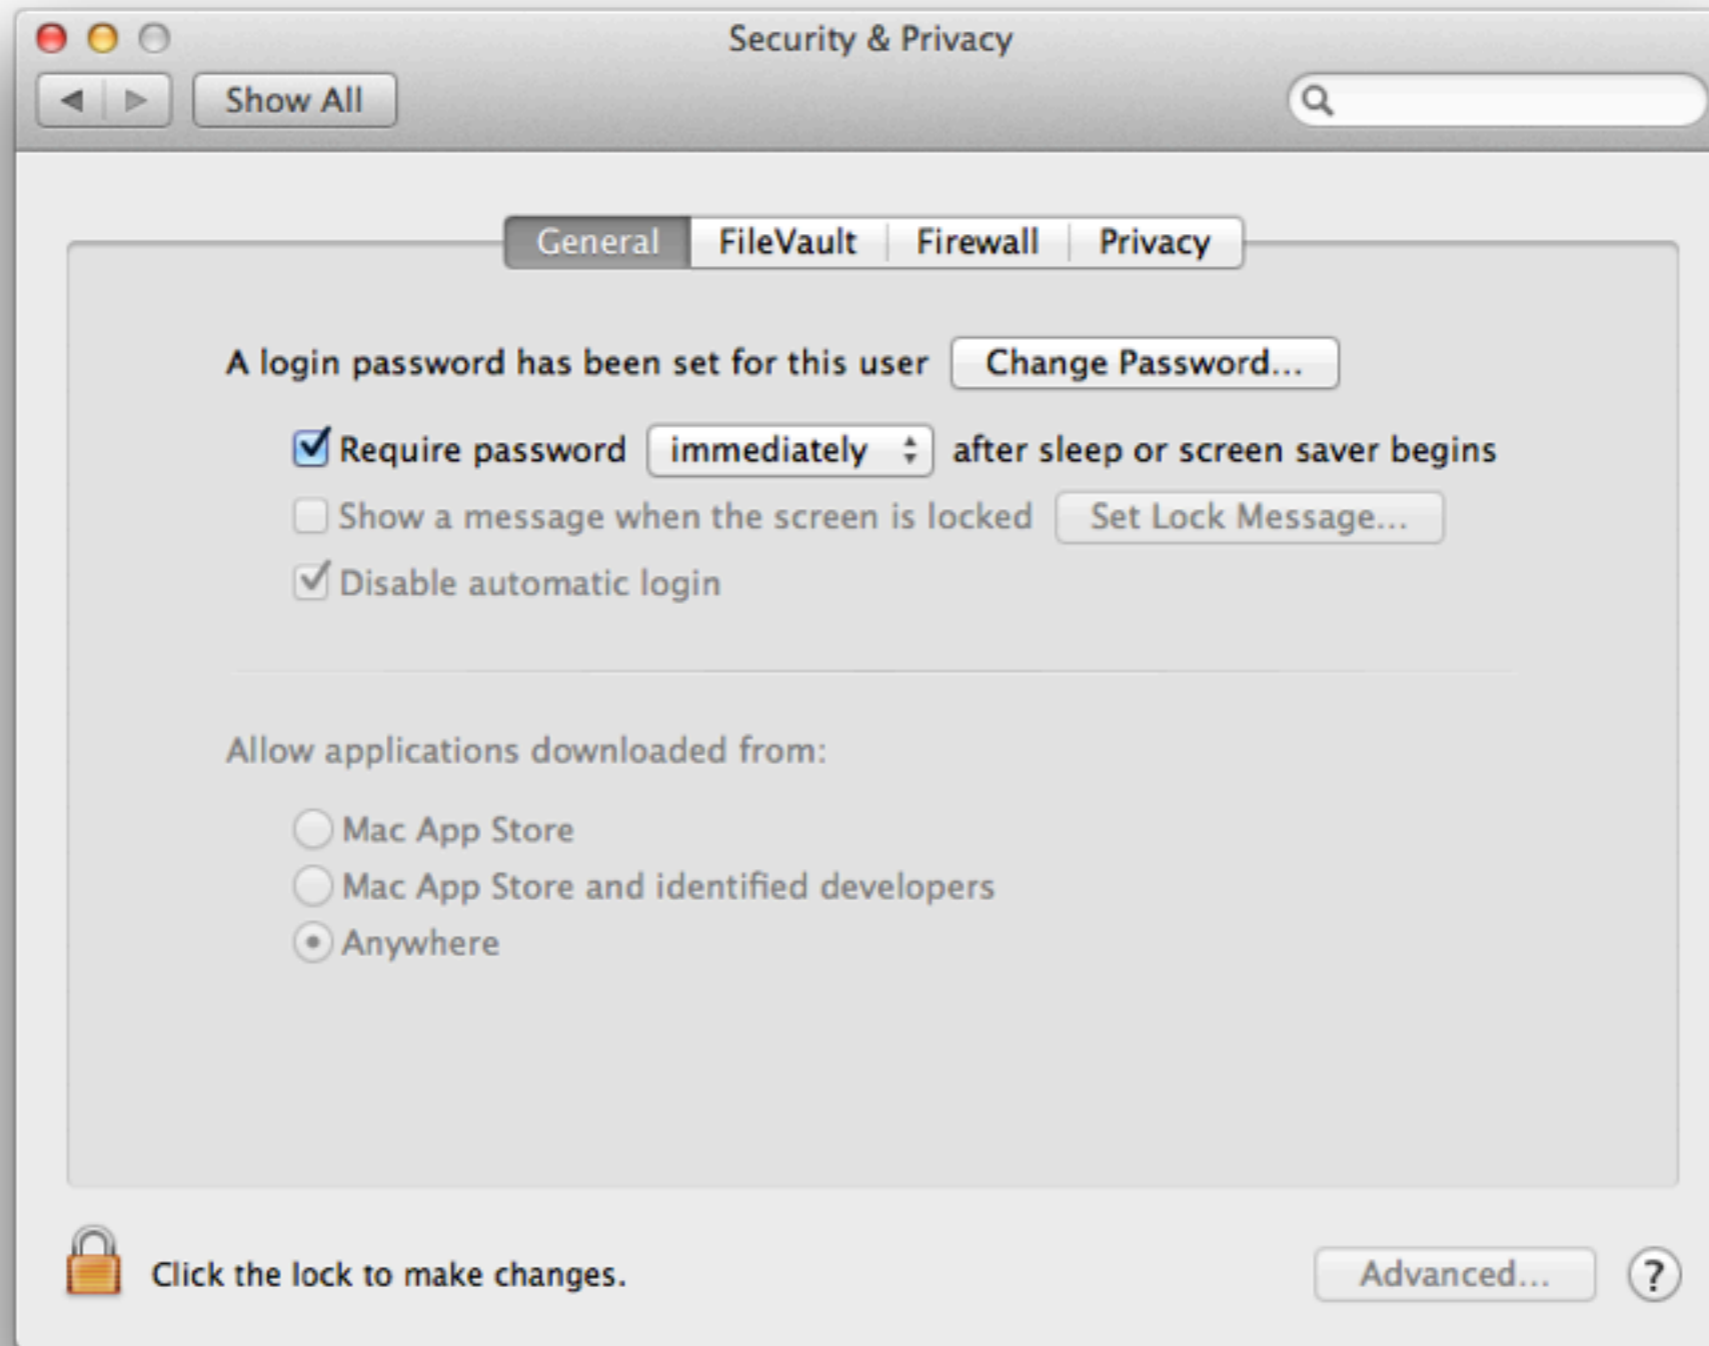 Security & Privacy
Show All
General FileVault Firewall Privacy
A login password has been set for this user Change Password...
Require password immediately after sleep or screen saver begins
Show a message when the screen is locked Set Lock Message...
Disable automatic login
Allow applications downloaded from:
Mac App Store
Mac App Store and identified developers
Anywhere
Click the lock to make changes. Advanced... ?